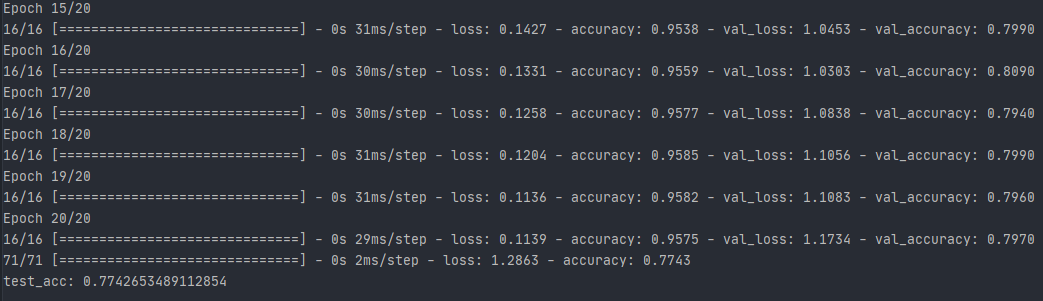 Epoch 15/20
16/16 [==============================] - 0s 31ms/step - loss: 0.1427 - accuracy: 0.9538 - val_loss: 1.0453 - val_accuracy: 0.7990
Epoch 16/20
16/16 [==============================] - 0s 30ms/step - loss: 0.1331 - accuracy: 0.9559 - val_loss: 1.0303 - val_accuracy: 0.8090
Epoch 17/20
16/16 [==============================] - 0s 30ms/step - loss: 0.1258 - accuracy: 0.9577 - val_loss: 1.0838 - val_accuracy: 0.7940
Epoch 18/20
16/16 [==============================] - 0s 31ms/step - loss: 0.1204 - accuracy: 0.9585 - val_loss: 1.1056 - val_accuracy: 0.7990
Epoch 19/20
16/16 [==============================] - 0s 31ms/step - loss: 0.1136 - accuracy: 0.9582 - val_loss: 1.1083 - val_accuracy: 0.7960
Epoch 20/20
16/16 [==============================] - 0s 29ms/step - loss: 0.1139 - accuracy: 0.9575 - val_loss: 1.1734 - val_accuracy: 0.7970
71/71 [==============================] - 0s 2ms/step - loss: 1.2863 - accuracy: 0.7743
test_acc: 0.7742653489112854